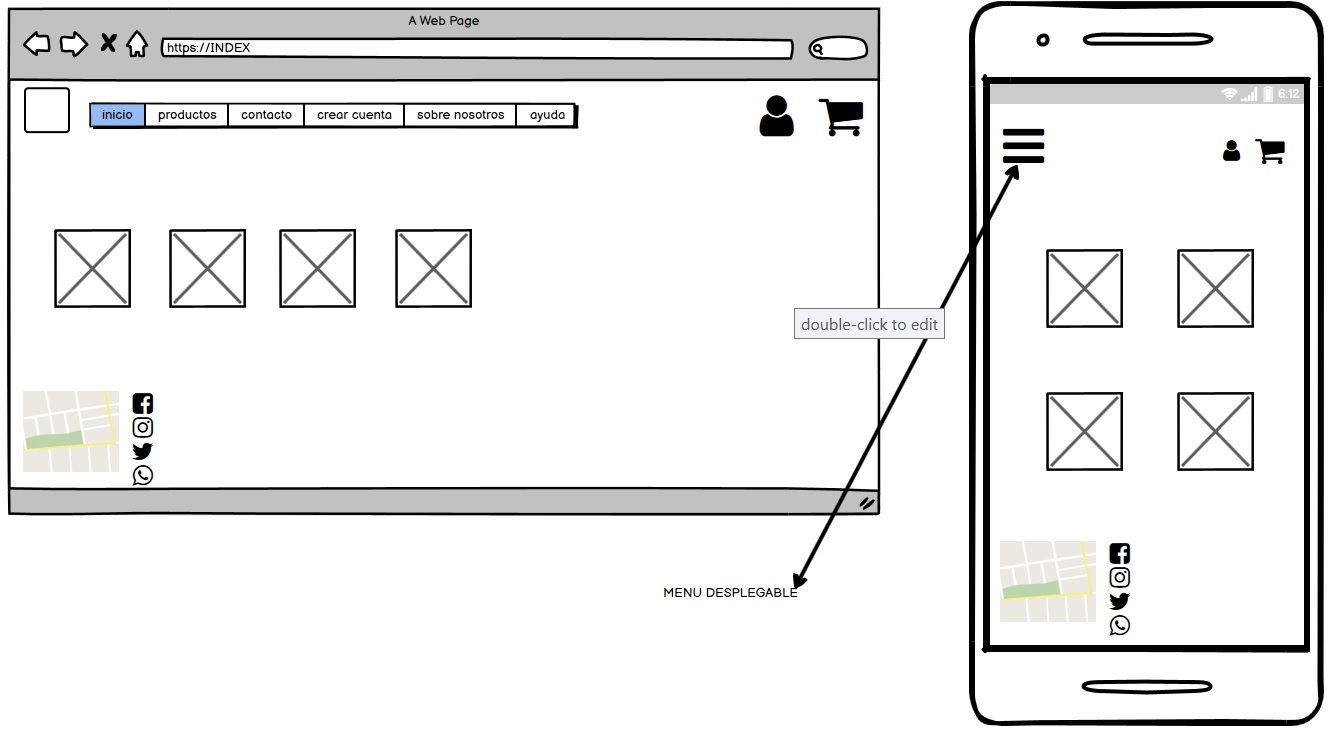 A Web Page
https://INDEX
inicio productos contacto crear cuenta sobre nosotros ayuda
6:12
double-click to edit
MENU DESPLEGABLE